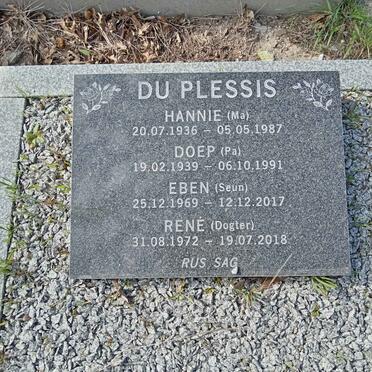 DU PLESSIS
HANNIE (Ma)
20.07.1936 – 05.05.1987
DOEP (Pa)
19.02.1939 – 06.10.1991
EBEN (Seun)
25.12.1969 – 12.12.2017
RENÉ (Dogter)
31.08.1972 – 19.07.2018
RUS SAG